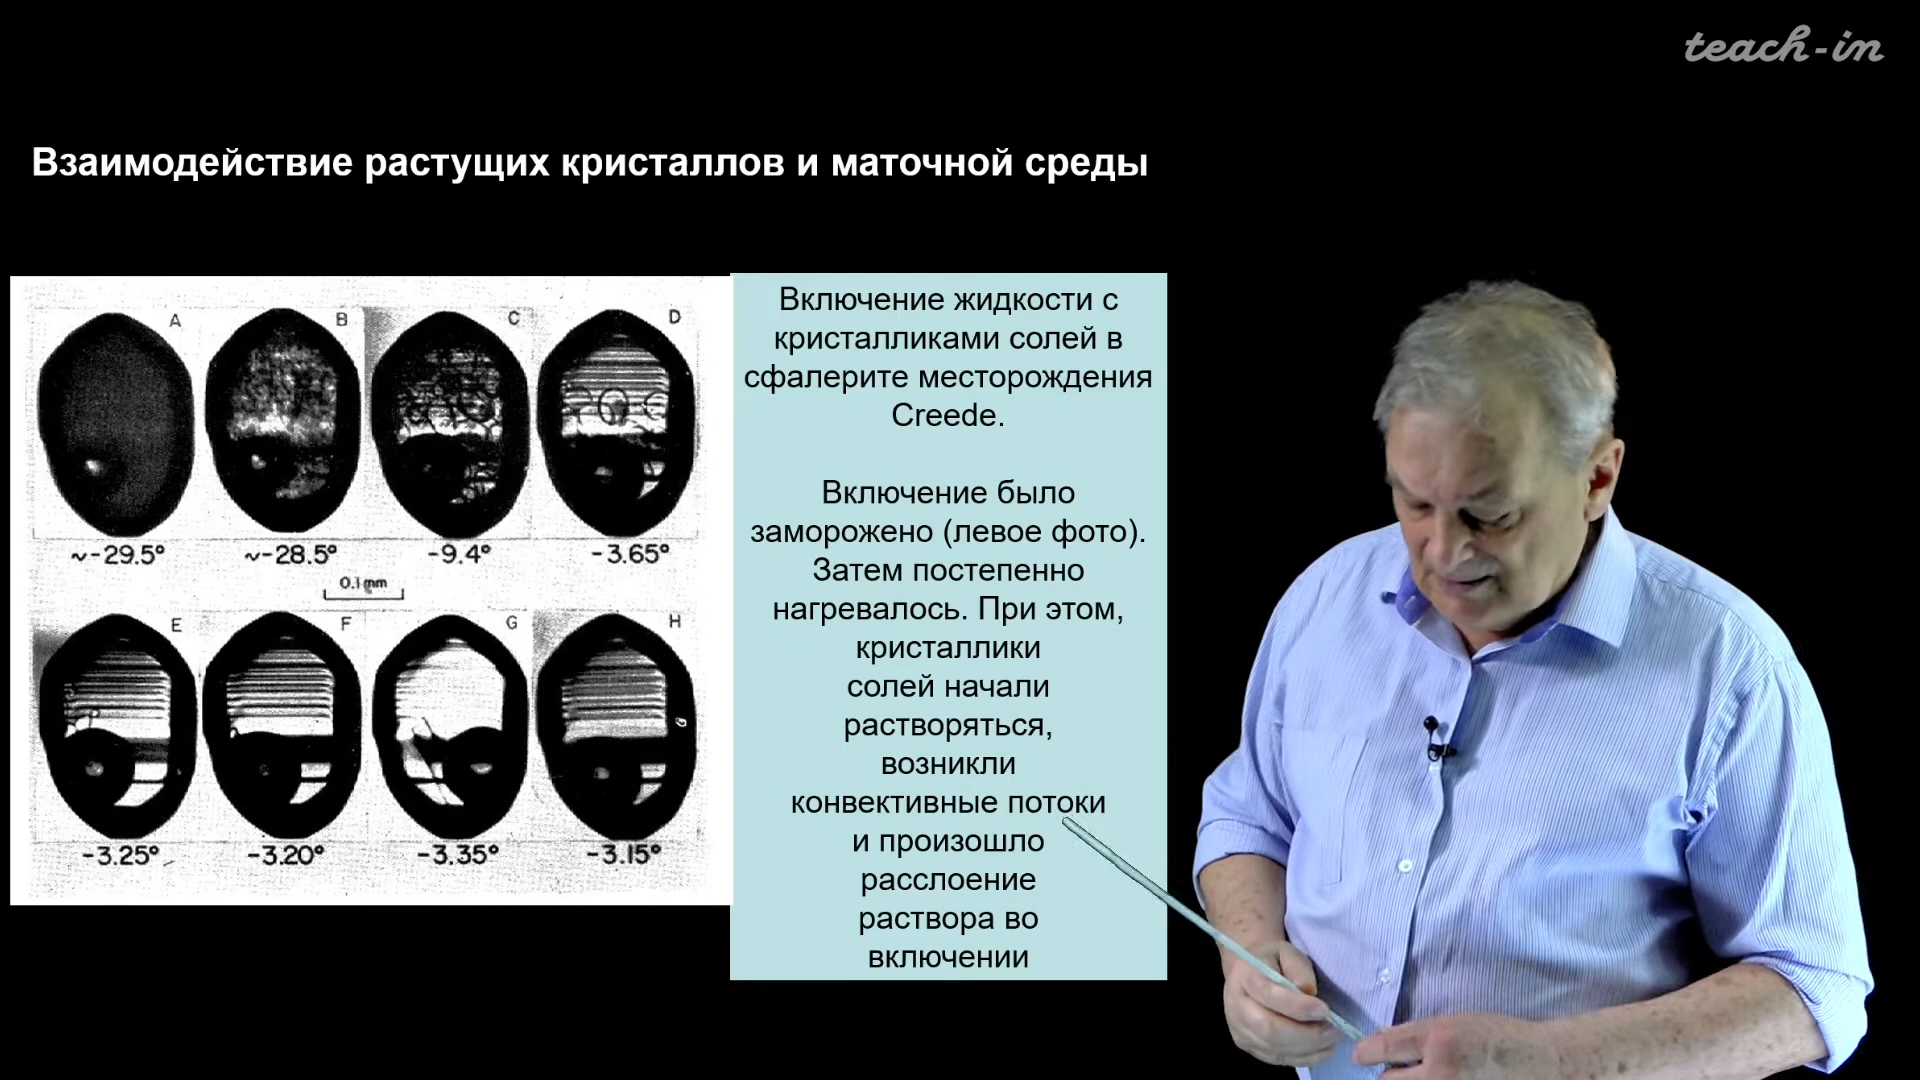 teach-in
Взаимодействие растущих кристаллов и маточной среды
A B C D
~-29.5° ~-28.5° -9.4° -3.65°
0.1 mm
E F G H
-3.25° -3.20° -3.35° -3.15°
Включение жидкости с
кристалликами солей в
сфалерите месторождения
Creede.
Включение было
заморожено (левое фото).
Затем постепенно
нагревалось. При этом,
кристаллики
солей начали
растворяться,
возникли
конвективные потоки
и произошло
расслоение
раствора во
включении